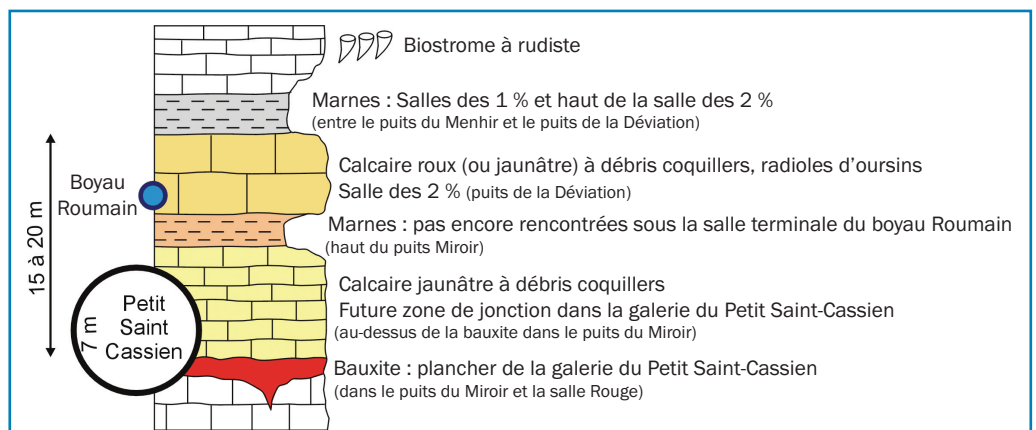 Biostrome à rudiste
Marnes : Salles des 1 % et haut de la salle des 2 %
(entre le puits du Menhir et le puits de la Déviation)
Calcaire roux (ou jaunâtre) à débris coquillers, radioles d'oursins
Salle des 2 % (puits de la Déviation)
Boyau
Roumain
Marnes : pas encore rencontrées sous la salle terminale du boyau Roumain
(haut du puits Miroir)
15 à 20 m
Calcaire jaunâtre à débris coquillers
Future zone de jonction dans la galerie du Petit Saint-Cassien
(au-dessus de la bauxite dans le puits du Miroir)
7 m
Petit
Saint
Cassien
Bauxite : plancher de la galerie du Petit Saint-Cassien
(dans le puits du Miroir et la salle Rouge)